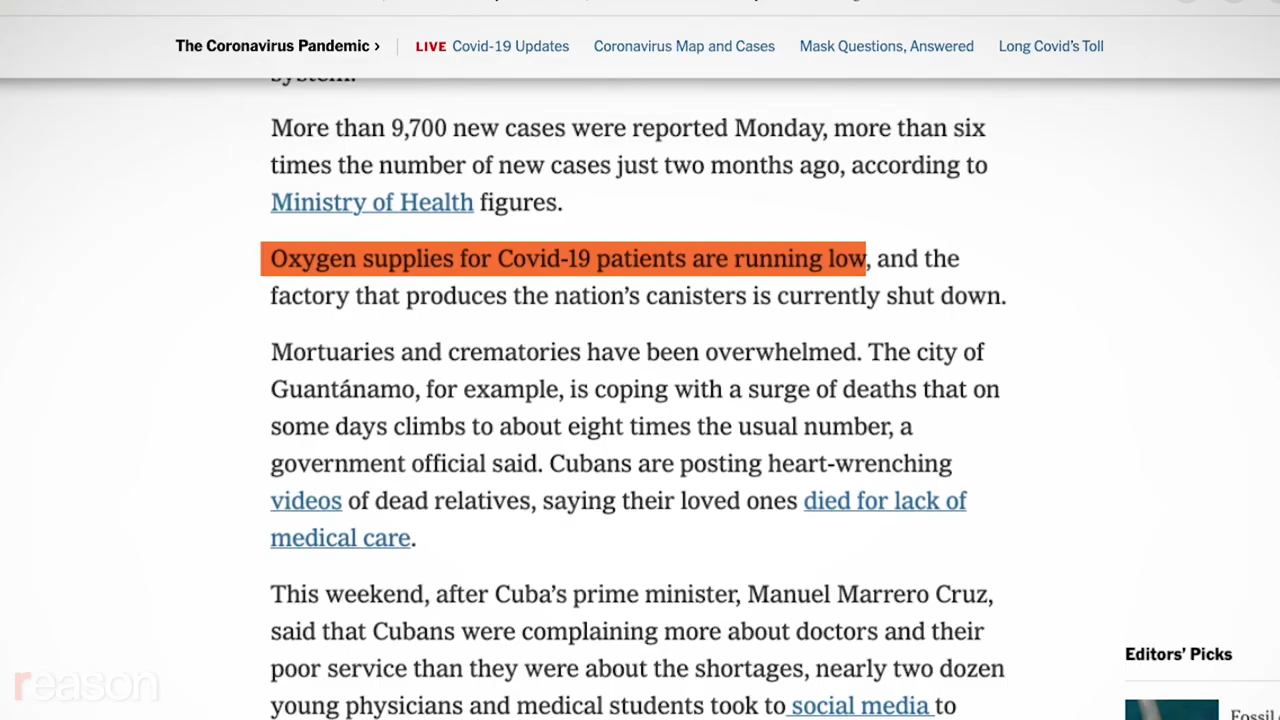 The Coronavirus Pandemic › LIVE Covid-19 Updates Coronavirus Map and Cases Mask Questions, Answered Long Covid's Toll
system.
More than 9,700 new cases were reported Monday, more than six
times the number of new cases just two months ago, according to
Ministry of Health figures.
Oxygen supplies for Covid-19 patients are running low, and the
factory that produces the nation's canisters is currently shut down.
Mortuaries and crematories have been overwhelmed. The city of
Guantánamo, for example, is coping with a surge of deaths that on
some days climbs to about eight times the usual number, a
government official said. Cubans are posting heart-wrenching
videos of dead relatives, saying their loved ones died for lack of
medical care.
This weekend, after Cuba's prime minister, Manuel Marrero Cruz,
said that Cubans were complaining more about doctors and their
poor service than they were about the shortages, nearly two dozen
young physicians and medical students took to social media to
Editors' Picks
Fossil
reason